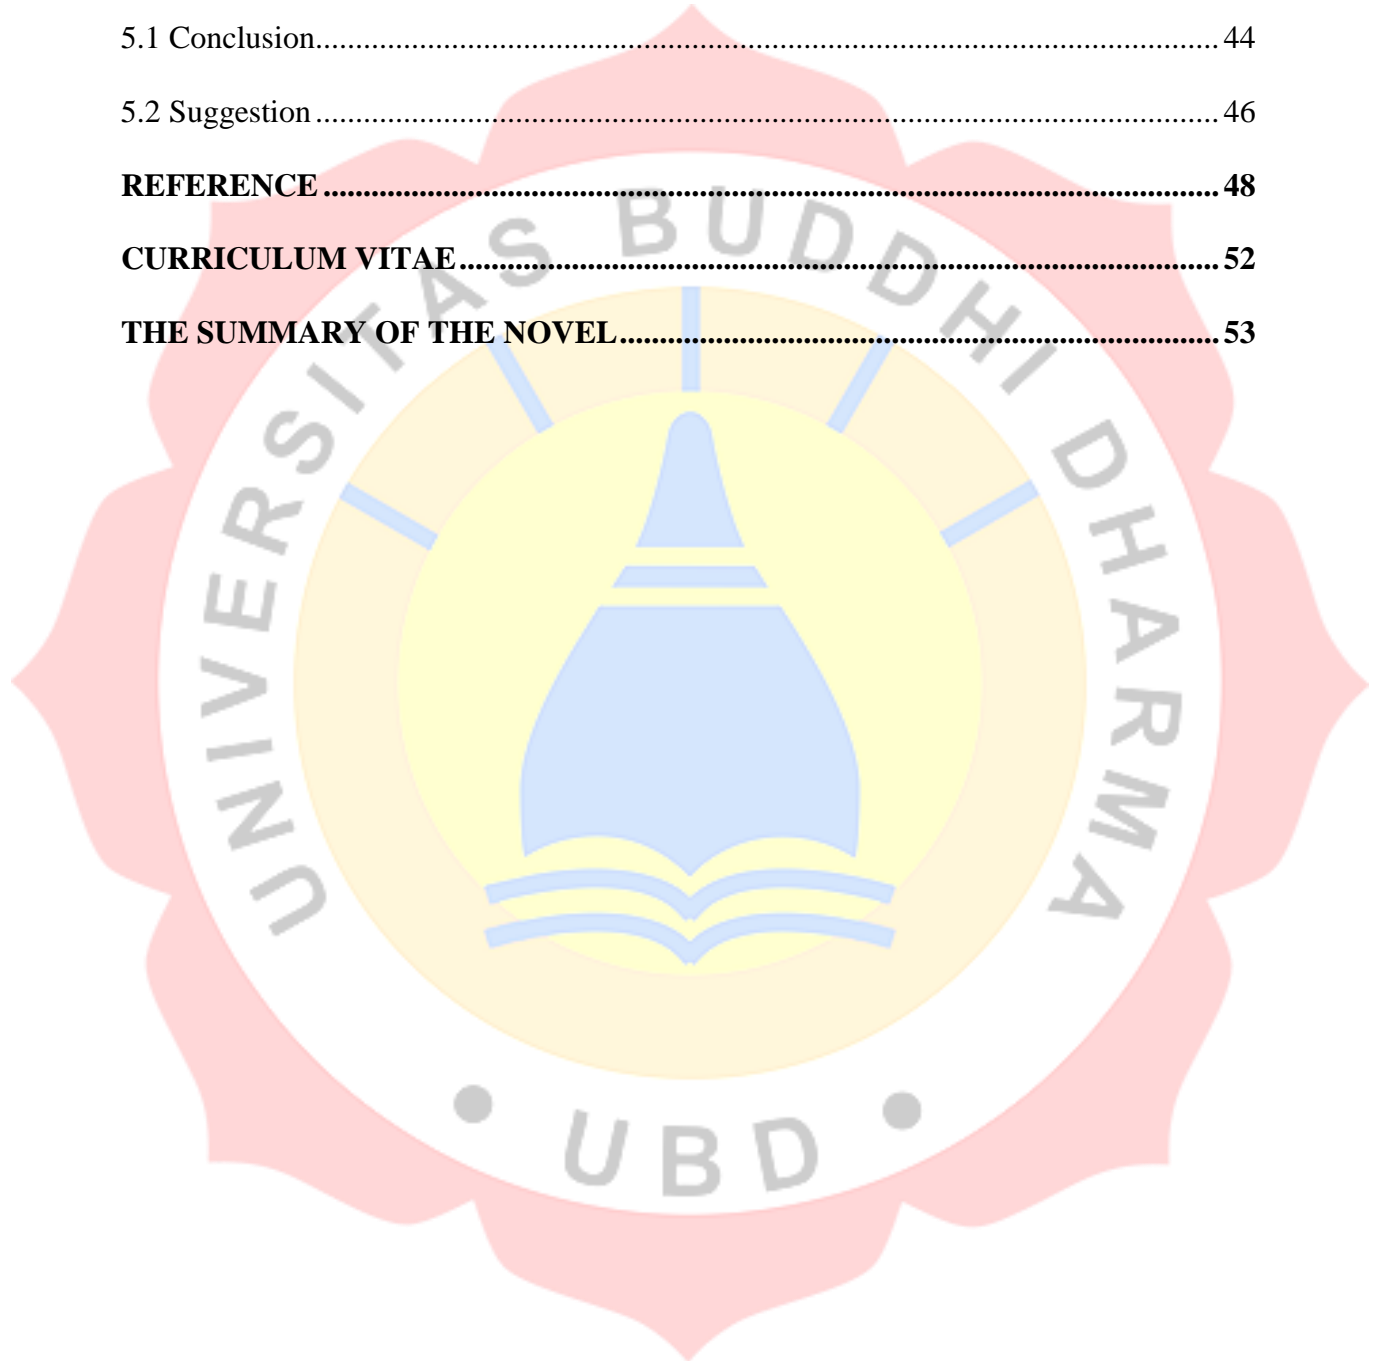 5.1 Conclusion.................................................................................................................. 44
5.2 Suggestion .................................................................................................................. 46
REFERENCE .................................................................................................................. 48
CURRICULUM VITAE.................................................................................................. 52
THE SUMMARY OF THE NOVEL............................................................................ 53
UNIVERSITAS BUDDHI DHARMA
• UBD •